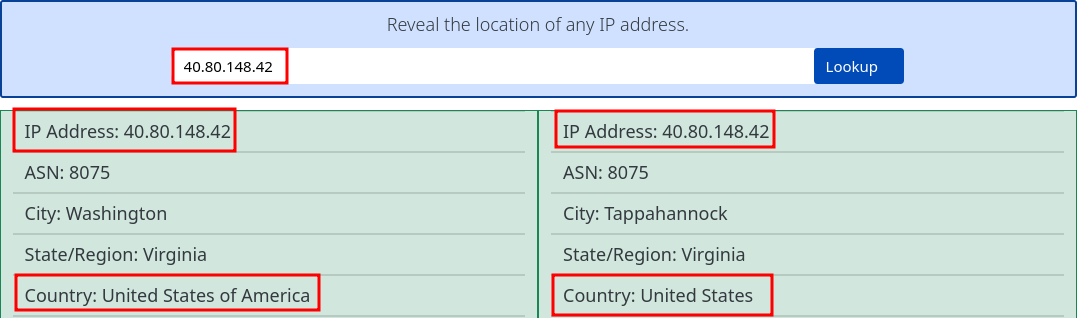 Reveal the location of any IP address.
40.80.148.42
Lookup
IP Address: 40.80.148.42
ASN: 8075
City: Washington
State/Region: Virginia
Country: United States of America
IP Address: 40.80.148.42
ASN: 8075
City: Tappahannock
State/Region: Virginia
Country: United States